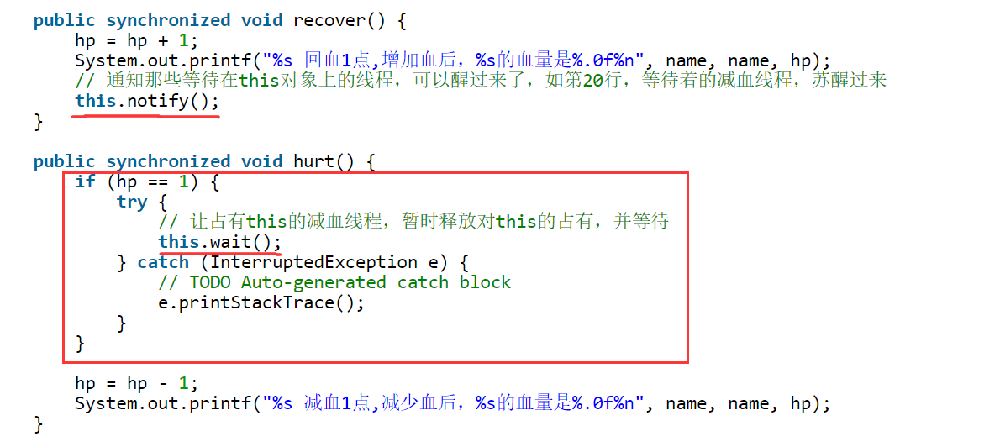 public synchronized void recover() {
hp = hp + 1;
System.out.printf("%s 回血1点,增加血后，%s的血量是%.0f%n", name, name, hp);
// 通知那些等待在this对象上的线程，可以醒过来了，如第20行，等待着的减血线程，苏醒过来
this.notify();
}
public synchronized void hurt() {
if (hp == 1) {
try {
// 让占有this的减血线程，暂时释放对this的占有，并等待
this.wait();
} catch (InterruptedException e) {
// TODO Auto-generated catch block
e.printStackTrace();
}
}
hp = hp - 1;
System.out.printf("%s 减血1点,减少血后，%s的血量是%.0f%n", name, name, hp);
}